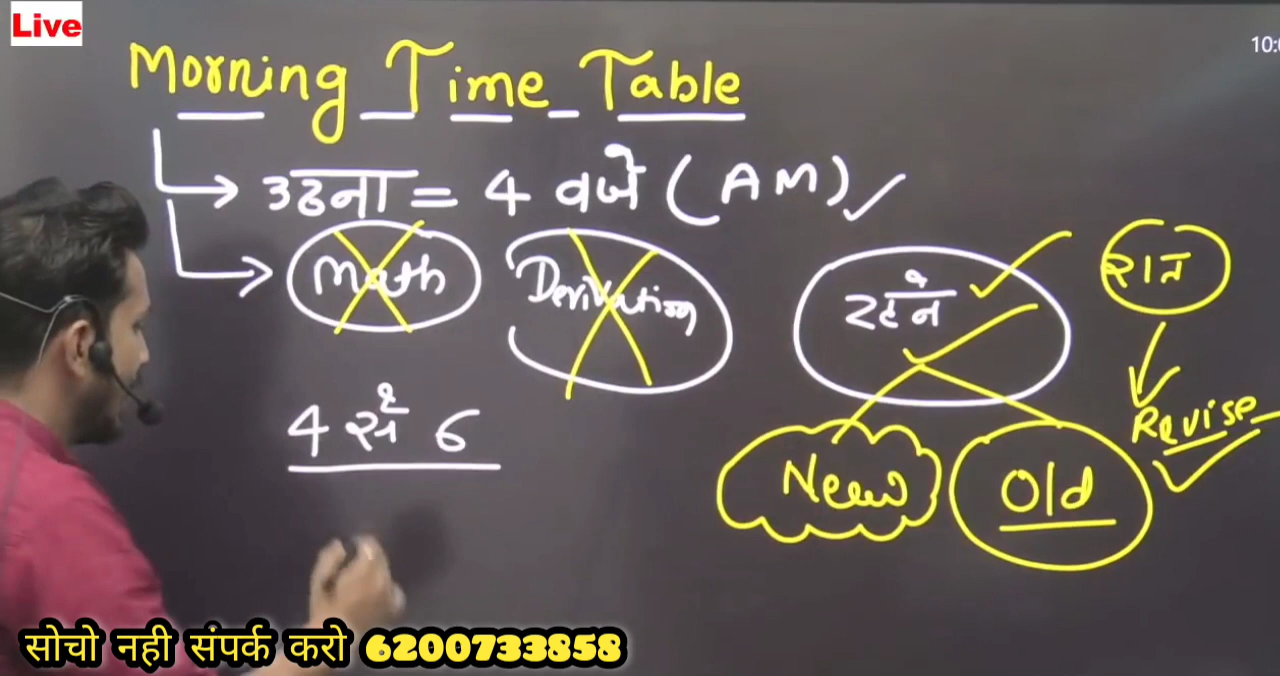 Live
10:
Morning Time Table
उठना = 4 बजे (AM)
Math Derivation रटने रात
Revise
4 से 6
New Old
सोचो नही संपर्क करो 6200733858